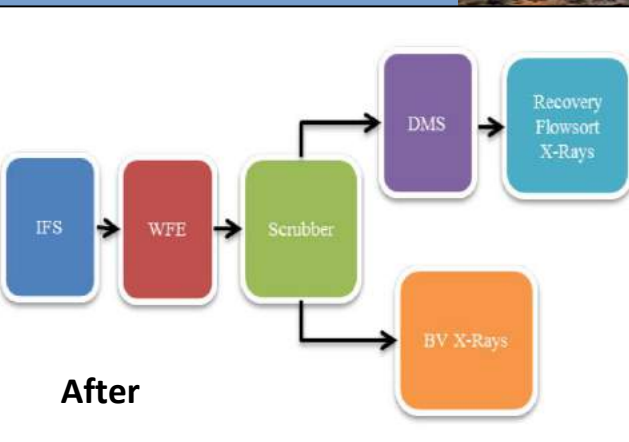 IFS
WFE
Scrubber
DMS
Recovery
Flowsort
X-Rays
BV X-Rays
After